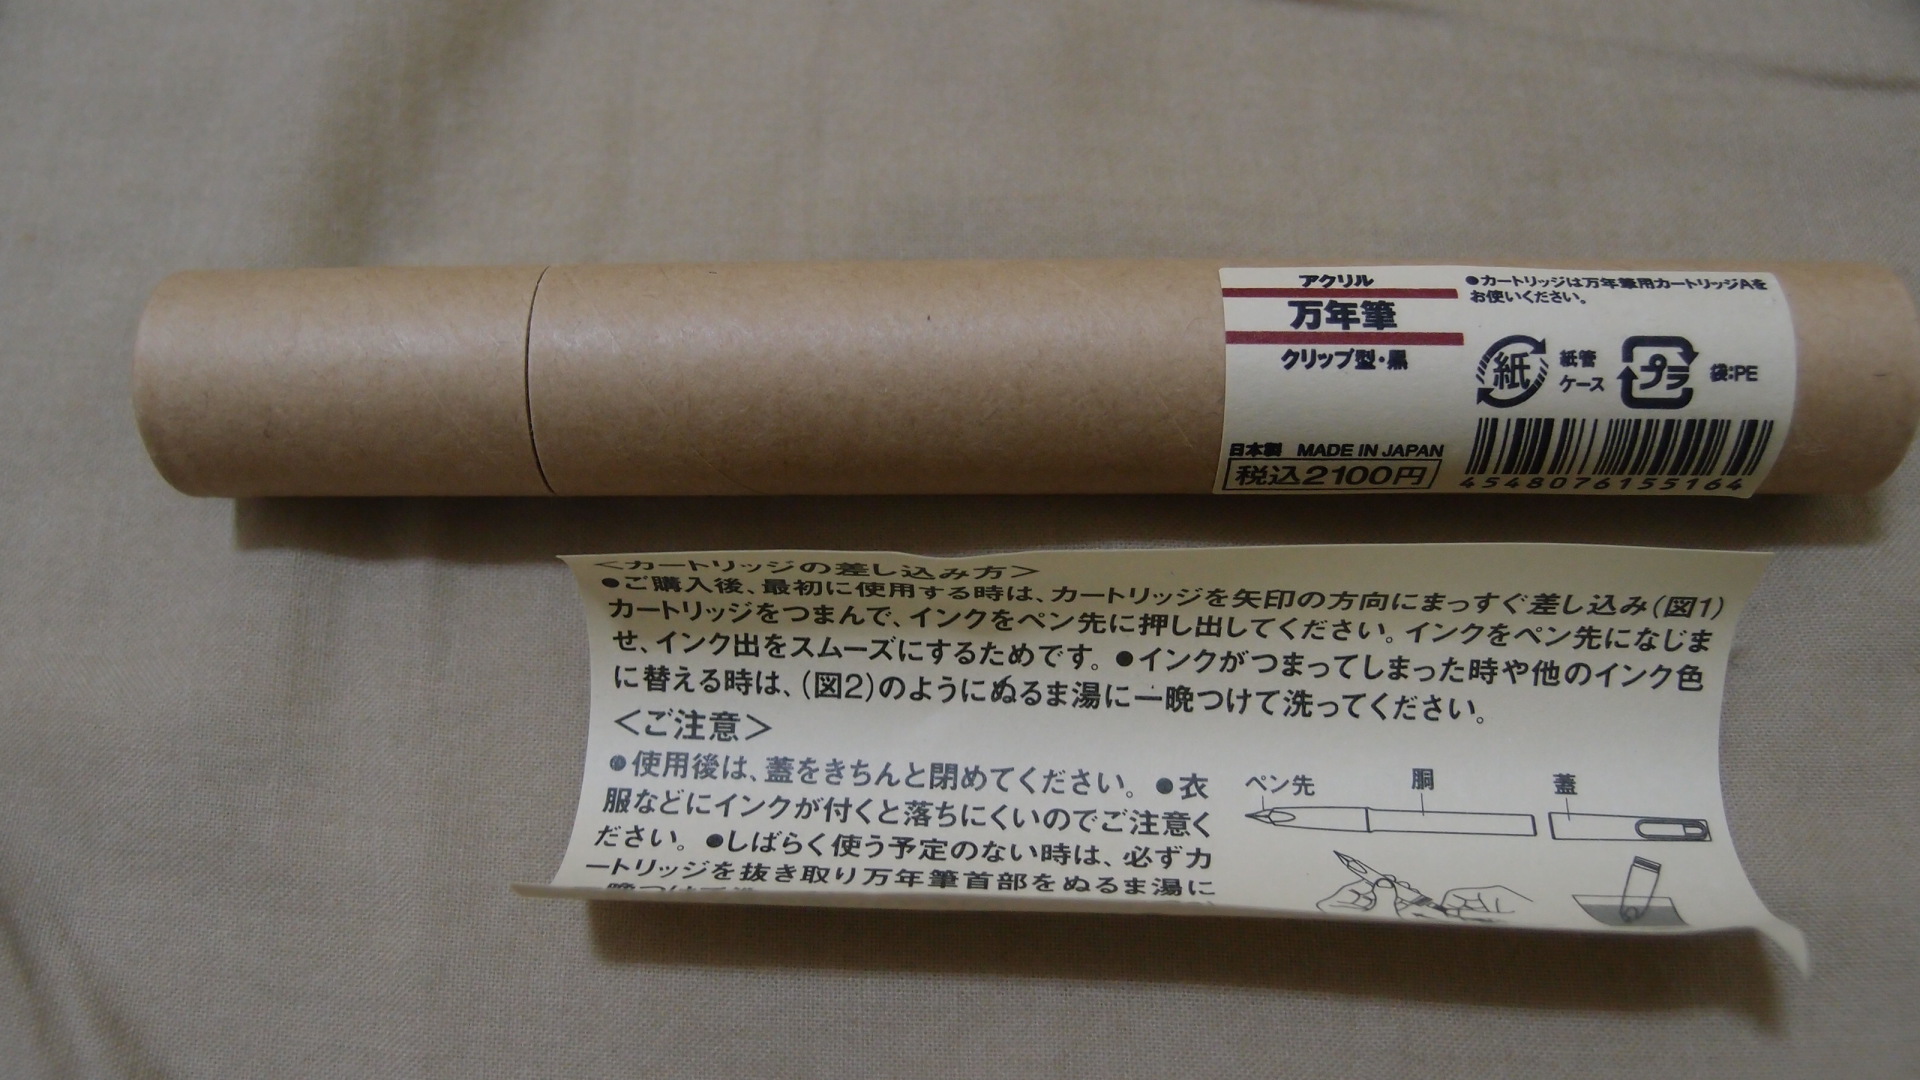 アクリル
万年筆
クリップ型・黒
日本製 MADE IN JAPAN
税込2100円
●カートリッジは万年筆用カートリッジAを
お使いください。
紙
紙管
ケース
プラ
袋:PE
4548076155164
<カートリッジの差し込み方>
●ご購入後、最初に使用する時は、カートリッジを矢印の方向にまっすぐ差し込み(図1)
カートリッジをつまんで、インクをペン先に押し出してください。インクをペン先になじま
せ、インク出をスムーズにするためです。●インクがつまってしまった時や他のインク色
に替える時は、(図2)のようにぬるま湯に一晩つけて洗ってください。
<ご注意>
●使用後は、蓋をきちんと閉めてください。●衣
服などにインクが付くと落ちにくいのでご注意く
ださい。●しばらく使う予定のない時は、必ずカ
ートリッジを抜き取り万年筆首部をぬるま湯に
ペン先
胴
蓋